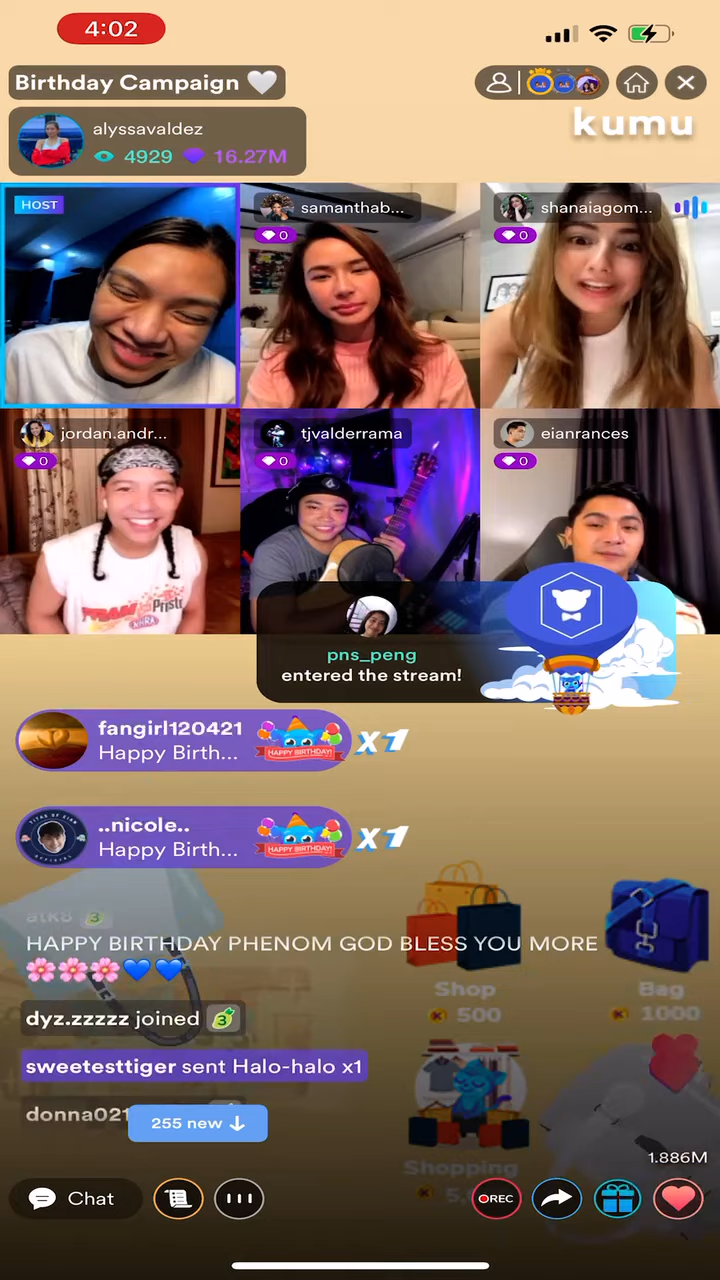 4:02
Birthday Campaign 🤍
alyssavaldez
4929 16.27M
kumu
HOST
samanthab...
0
shanaiagom...
0
jordan.andr...
0
tjvalderrama
0
eianrances
0
pns_peng
entered the stream!
fangirl120421
Happy Birth...
HAPPY BIRTHDAY!
X1
..nicole..
Happy Birth...
HAPPY BIRTHDAY!
X1
atk8 3
HAPPY BIRTHDAY PHENOM GOD BLESS YOU MORE
🌸🌸🌸💙💙
dyz.zzzzz joined 3
sweetesttiger sent Halo-halo x1
donna021
255 new ↓
Shop
500
Bag
1000
Shopping
1.886M
Chat
REC